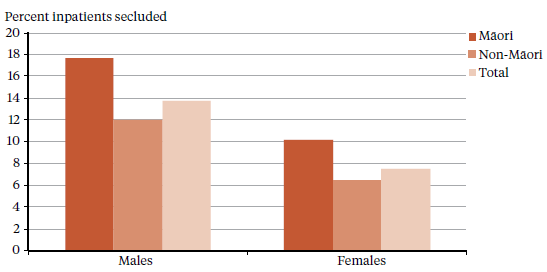 Percent inpatients secluded
20
18
16
14
12
10
8
6
4
2
0
Males
Females
Māori
Non-Māori
Total